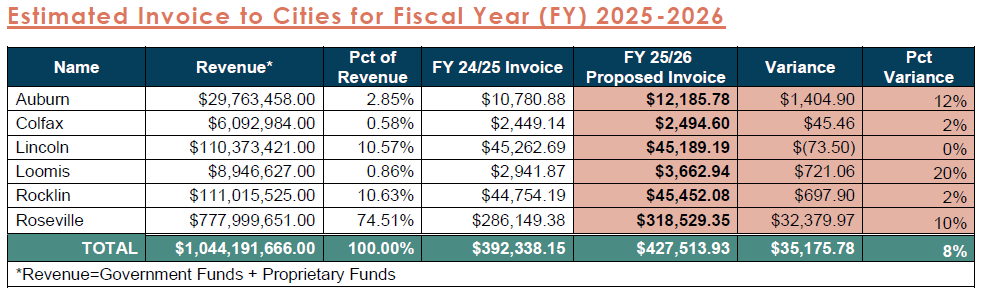 Estimated Invoice to Cities for Fiscal Year (FY) 2025-2026
Name Revenue* Pct of Revenue FY 24/25 Invoice FY 25/26 Proposed Invoice Variance Pct Variance
Auburn $29,763,458.00 2.85% $10,780.88 $12,185.78 $1,404.90 12%
Colfax $6,092,984.00 0.58% $2,449.14 $2,494.60 $45.46 2%
Lincoln $110,373,421.00 10.57% $45,262.69 $45,189.19 $(73.50) 0%
Loomis $8,946,627.00 0.86% $2,941.87 $3,662.94 $721.06 20%
Rocklin $111,015,525.00 10.63% $44,754.19 $45,452.08 $697.90 2%
Roseville $777,999,651.00 74.51% $286,149.38 $318,529.35 $32,379.97 10%
TOTAL $1,044,191,666.00 100.00% $392,338.15 $427,513.93 $35,175.78 8%
*Revenue=Government Funds + Proprietary Funds